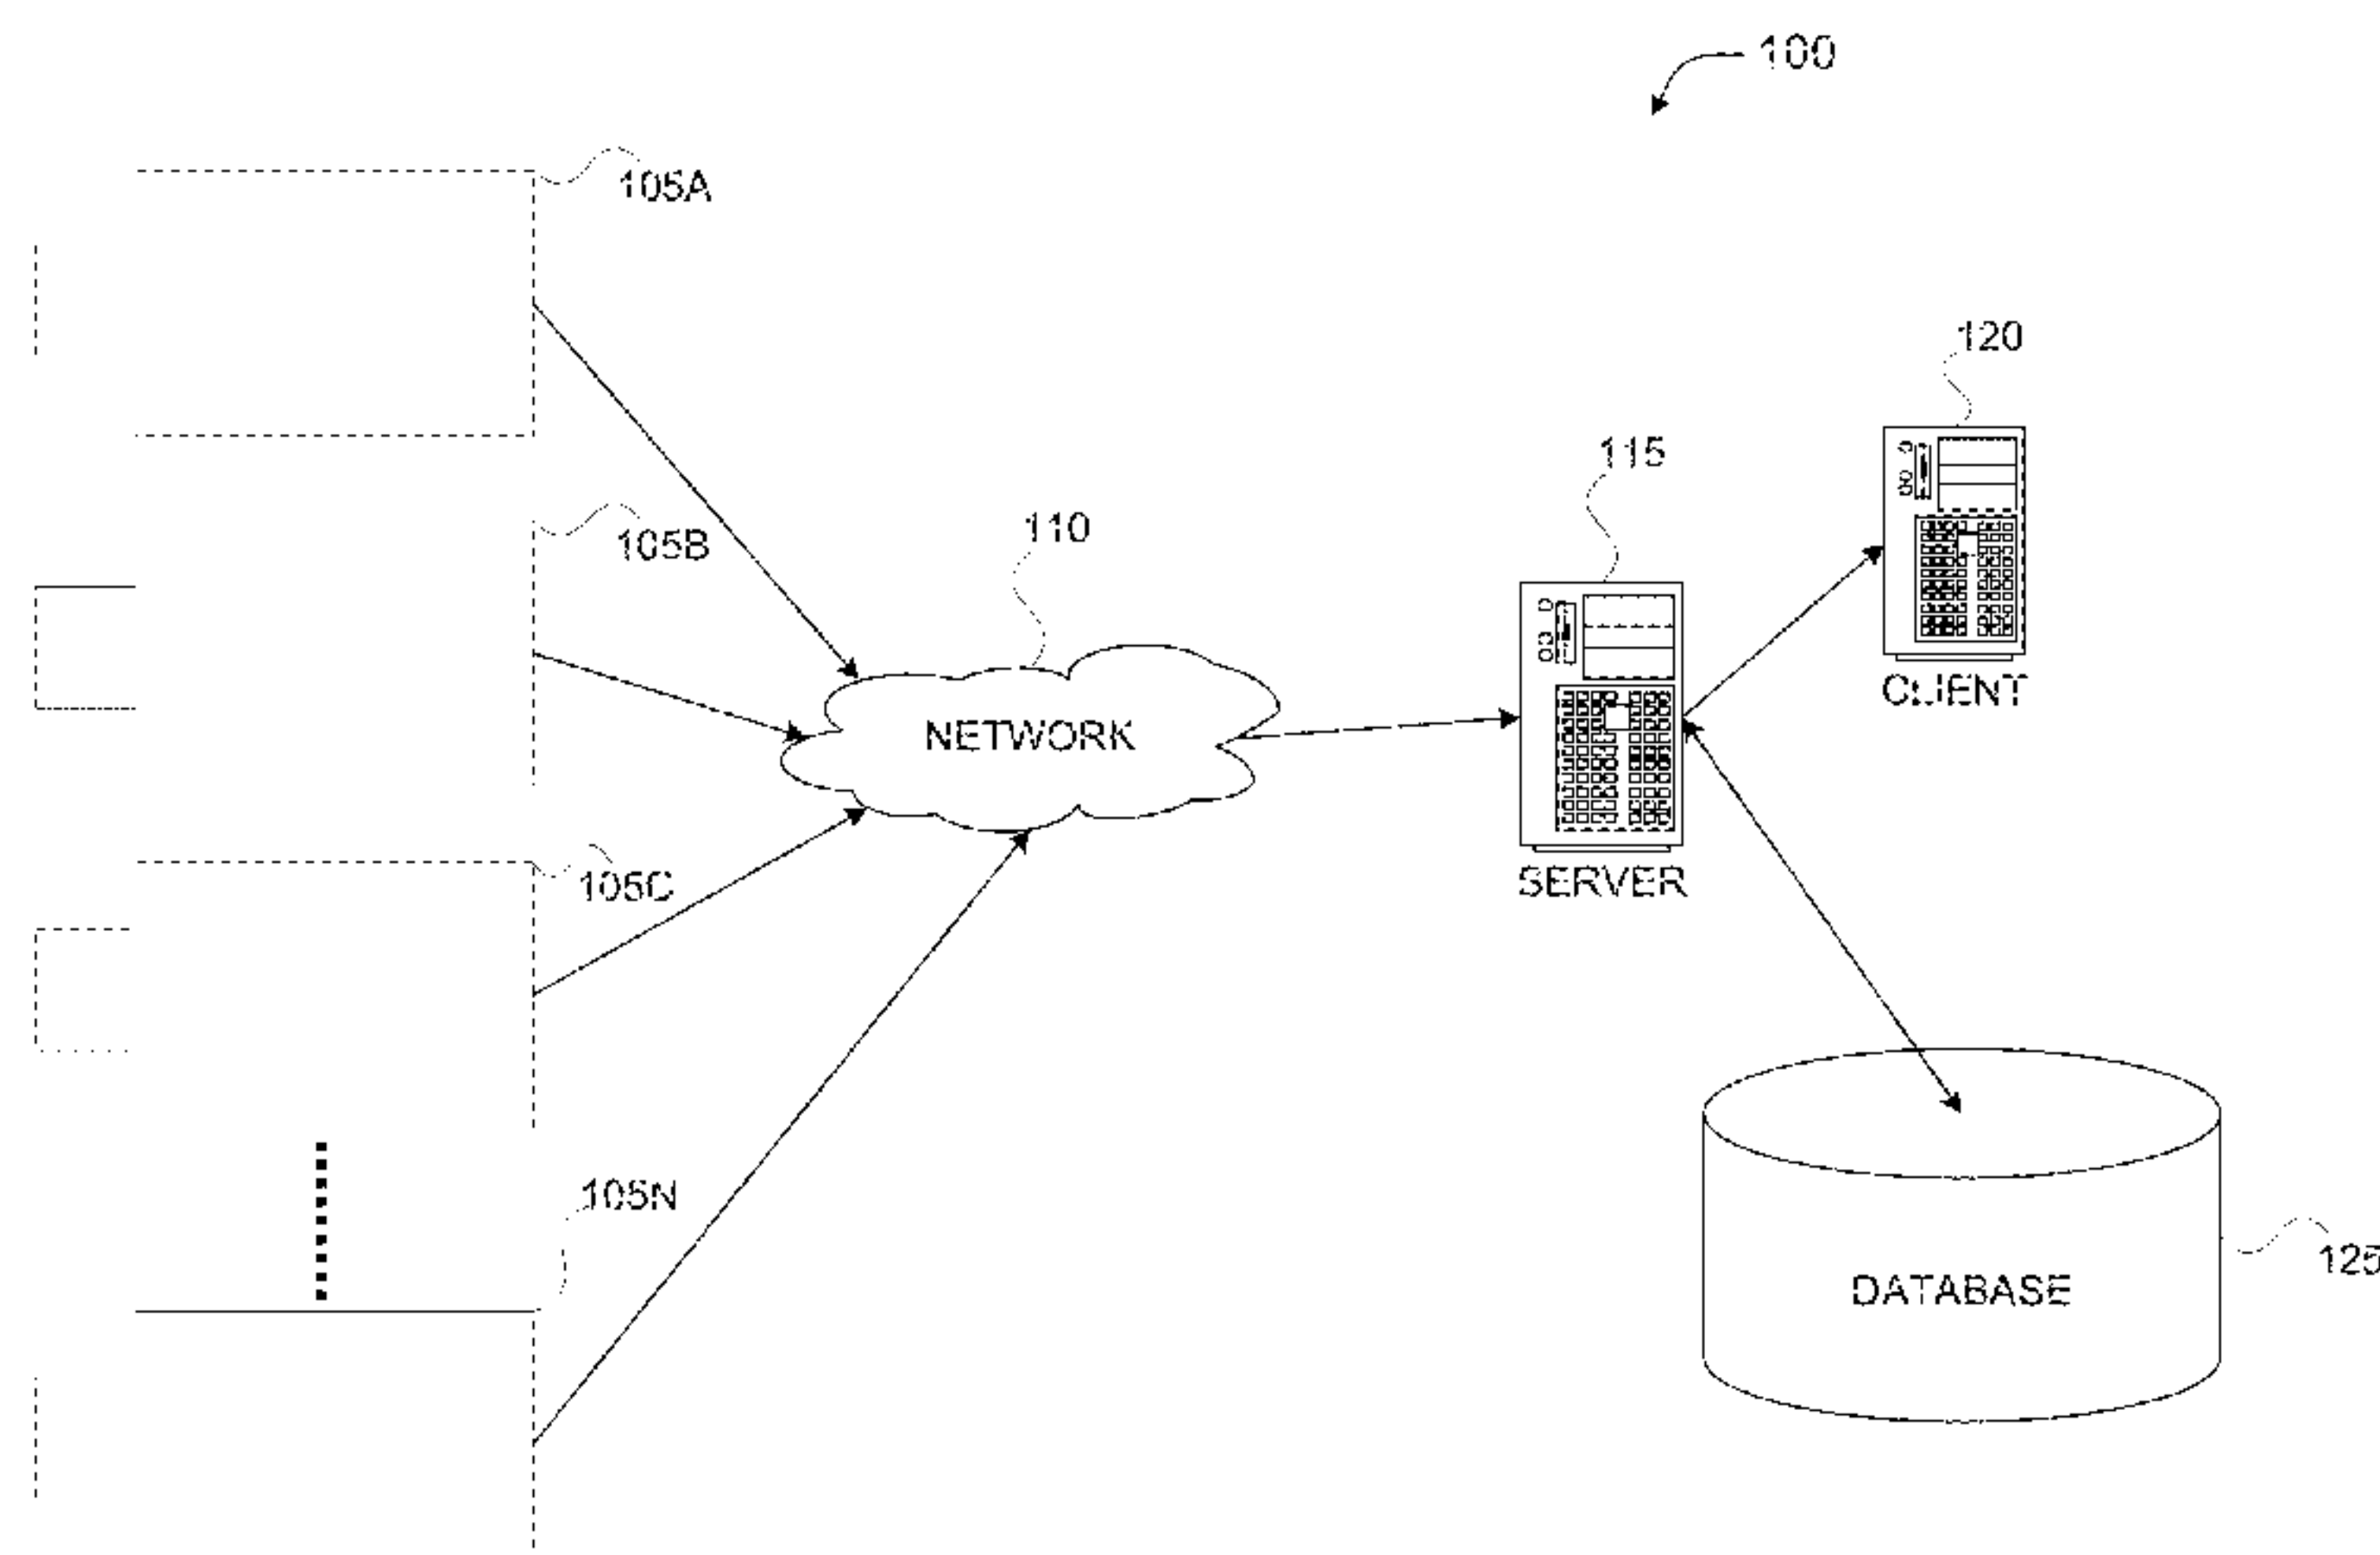 100
105A
120
115
105B
110
CLIENT
NETWORK
105C
SERVER
105N
125
DATABASE